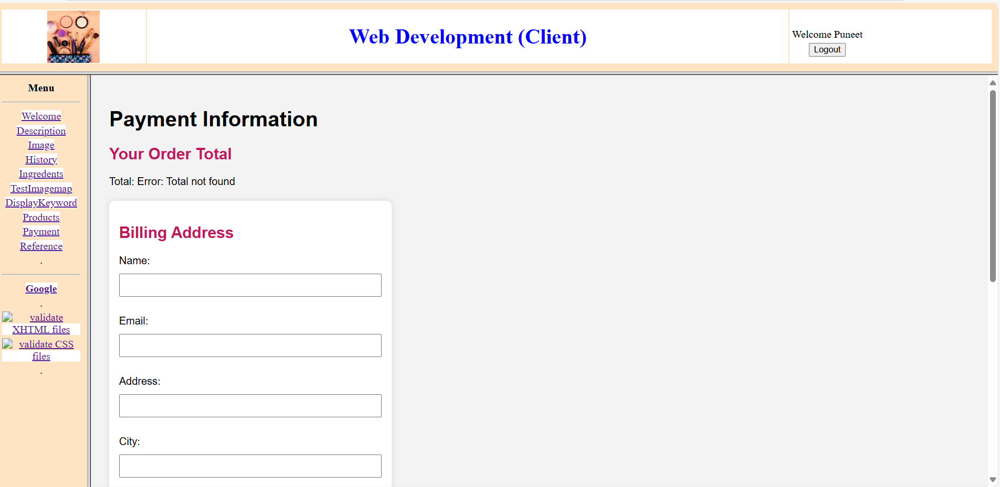 Web Development (Client)
Welcome Puneet
Logout
Menu
Welcome
Description
Image
History
Ingredents
TestImagemap
DisplayKeyword
Products
Payment
Reference
.
Google
.
validate
XHTML files
validate CSS
files
.
Payment Information
Your Order Total
Total: Error: Total not found
Billing Address
Name:
Email:
Address:
City: